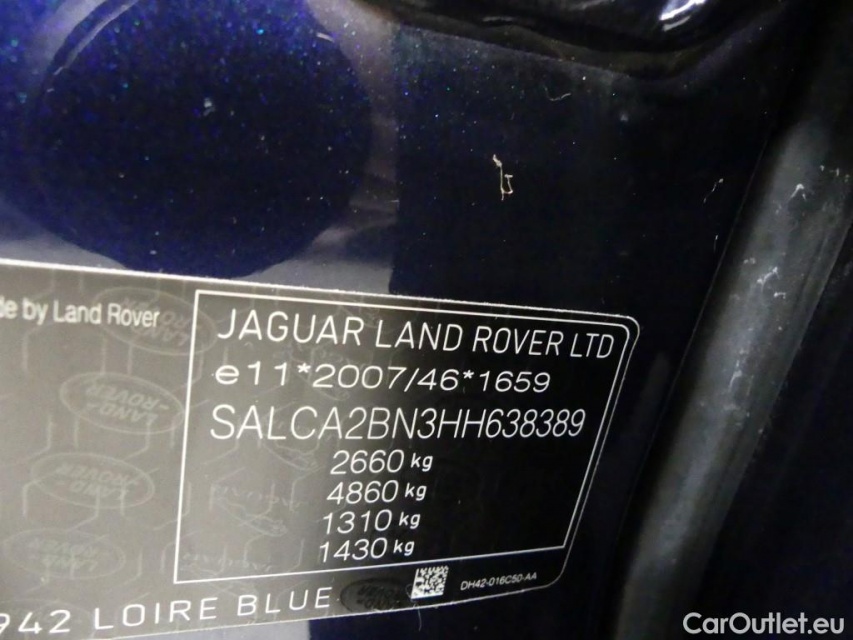 de by Land Rover
JAGUAR LAND ROVER LTD
e11*2007/46*1659
SALCA2BN3HH638389
2660 kg
4860 kg
1310 kg
1430 kg
942 LOIRE BLUE
DH42-016C50-AA
CarOutlet.eu